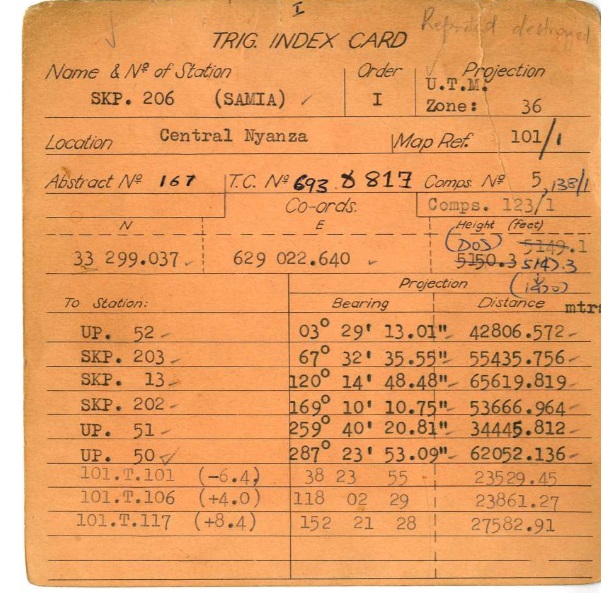 I
Reported destroyed
TRIG. INDEX CARD
Name & Nº of Station Order Projection
SKP. 206 (SAMIA) I U.T.M. Zone: 36
Location Central Nyanza Map Ref. 101/1
Abstract Nº 167 T.C. Nº 693 & 817 Comps. Nº 5,138/1
Co-ords. Comps. 123/1
N E Height (feet)
(DOS) 5149.1
33 299.037 629 022.640 5150.3 5147.3
Projection (1960)
To Station: Bearing Distance mtrs
UP. 52 03° 29' 13.01" 42806.572
SKP. 203 67° 32' 35.55" 55435.756
SKP. 13 120° 14' 48.48" 65619.819
SKP. 202 169° 10' 10.75" 53666.964
UP. 51 259° 40' 20.81" 34445.812
UP. 50 287° 23' 53.09" 62052.136
101.T.101 (-6.4) 38 23 55 23529.45
101.T.106 (+4.0) 118 02 29 23861.27
101.T.117 (+8.4) 152 21 28 27582.91